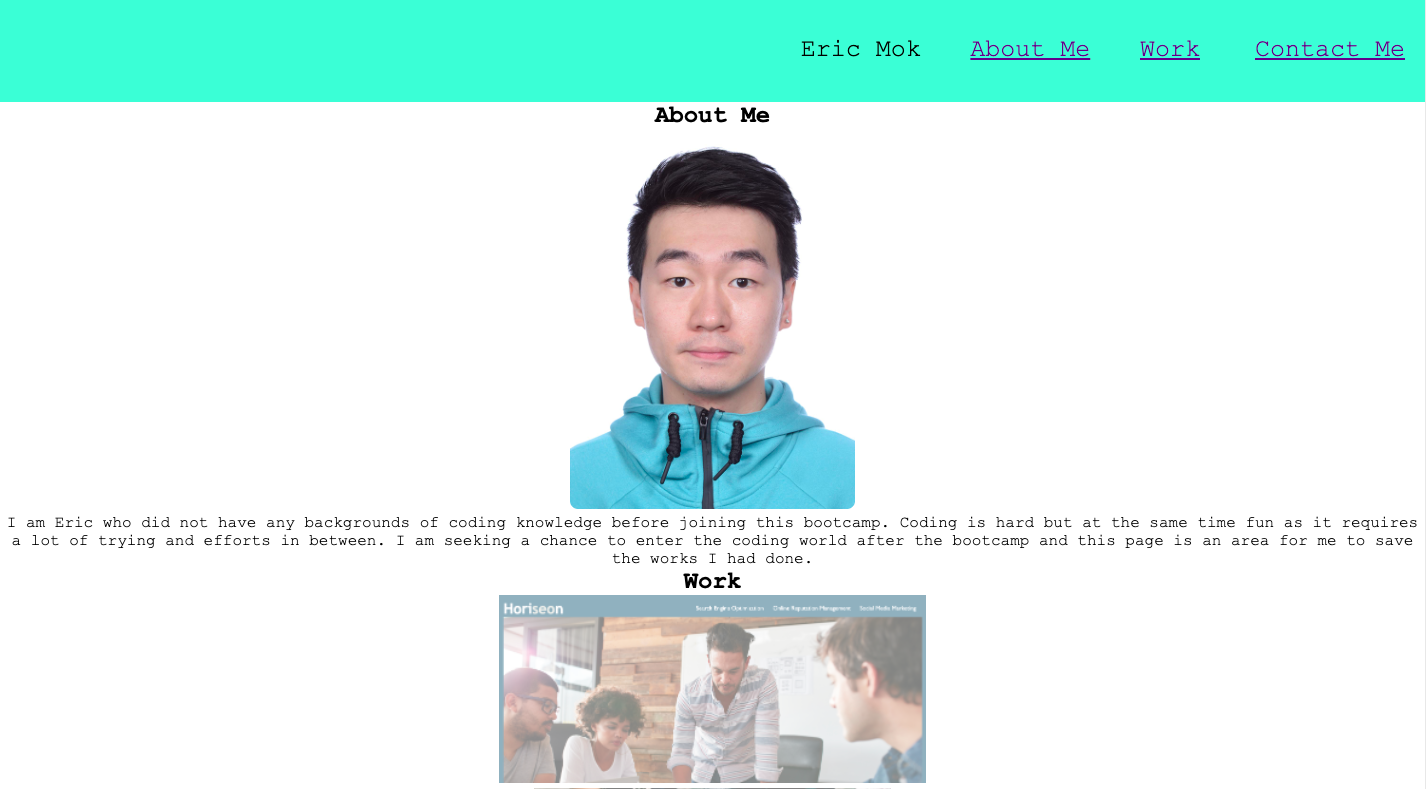 Eric Mok About Me Work Contact Me
About Me
I am Eric who did not have any backgrounds of coding knowledge before joining this bootcamp. Coding is hard but at the same time fun as it requires
a lot of trying and efforts in between. I am seeking a chance to enter the coding world after the bootcamp and this page is an area for me to save
the works I had done.
Work
Horiseon Search Engine Optimization Online Reputation Management Social Media Marketing